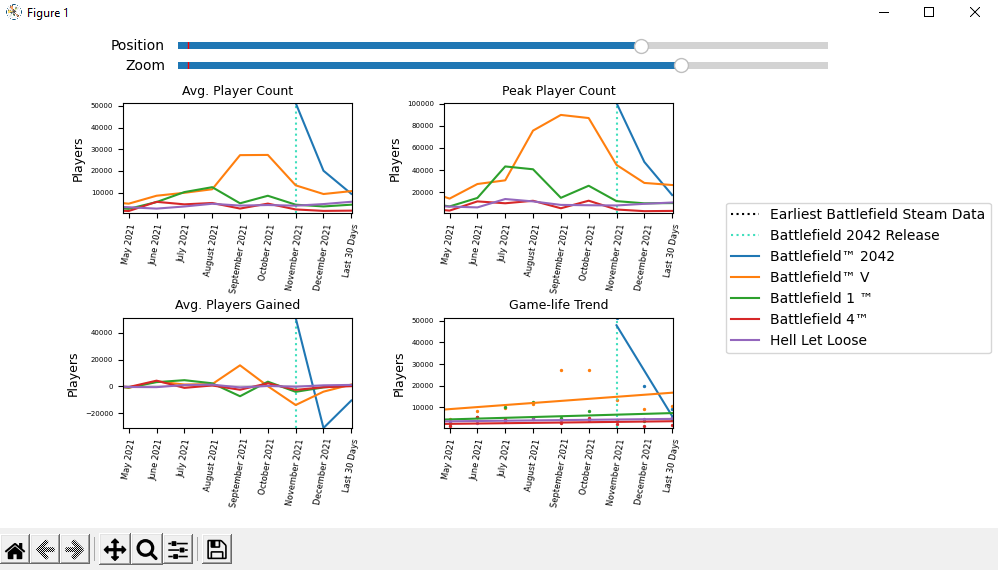 Figure 1
Position
Zoom
Avg. Player Count
Peak Player Count
50000
40000
30000
20000
10000
Players
May 2021
June 2021
July 2021
August 2021
September 2021
October 2021
November 2021
December 2021
Last 30 Days
100000
80000
60000
40000
20000
Players
May 2021
June 2021
July 2021
August 2021
September 2021
October 2021
November 2021
December 2021
Last 30 Days
Earliest Battlefield Steam Data
Battlefield 2042 Release
Battlefield™ 2042
Battlefield™ V
Battlefield 1 ™
Battlefield 4™
Hell Let Loose
Avg. Players Gained
Game-life Trend
40000
20000
0
−20000
Players
May 2021
June 2021
July 2021
August 2021
September 2021
October 2021
November 2021
December 2021
Last 30 Days
50000
40000
30000
20000
10000
Players
May 2021
June 2021
July 2021
August 2021
September 2021
October 2021
November 2021
December 2021
Last 30 Days